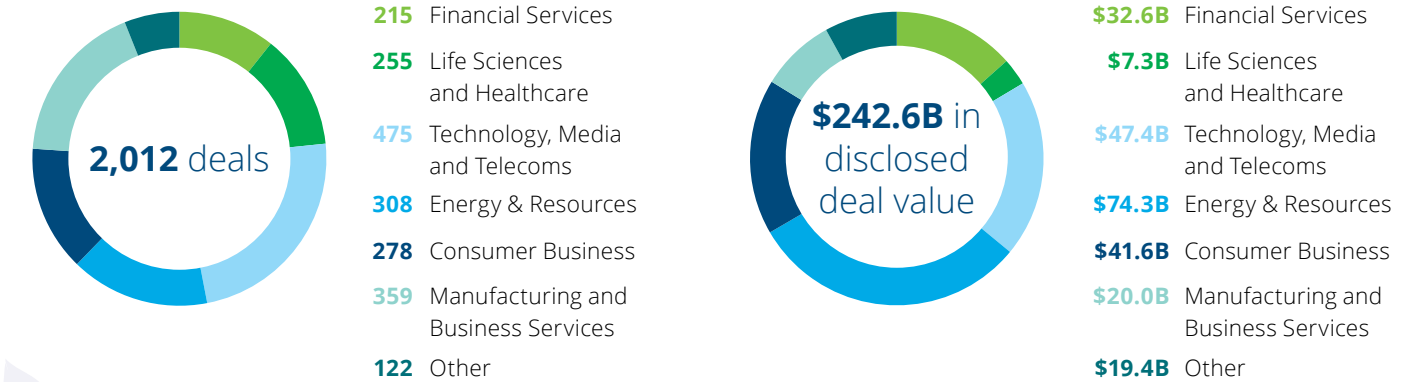 2,012 deals
215 Financial Services
255 Life Sciences
and Healthcare
475 Technology, Media
and Telecoms
308 Energy & Resources
278 Consumer Business
359 Manufacturing and
Business Services
122 Other
$242.6B in
disclosed
deal value
$32.6B Financial Services
$7.3B Life Sciences
and Healthcare
$47.4B Technology, Media
and Telecoms
$74.3B Energy & Resources
$41.6B Consumer Business
$20.0B Manufacturing and
Business Services
$19.4B Other